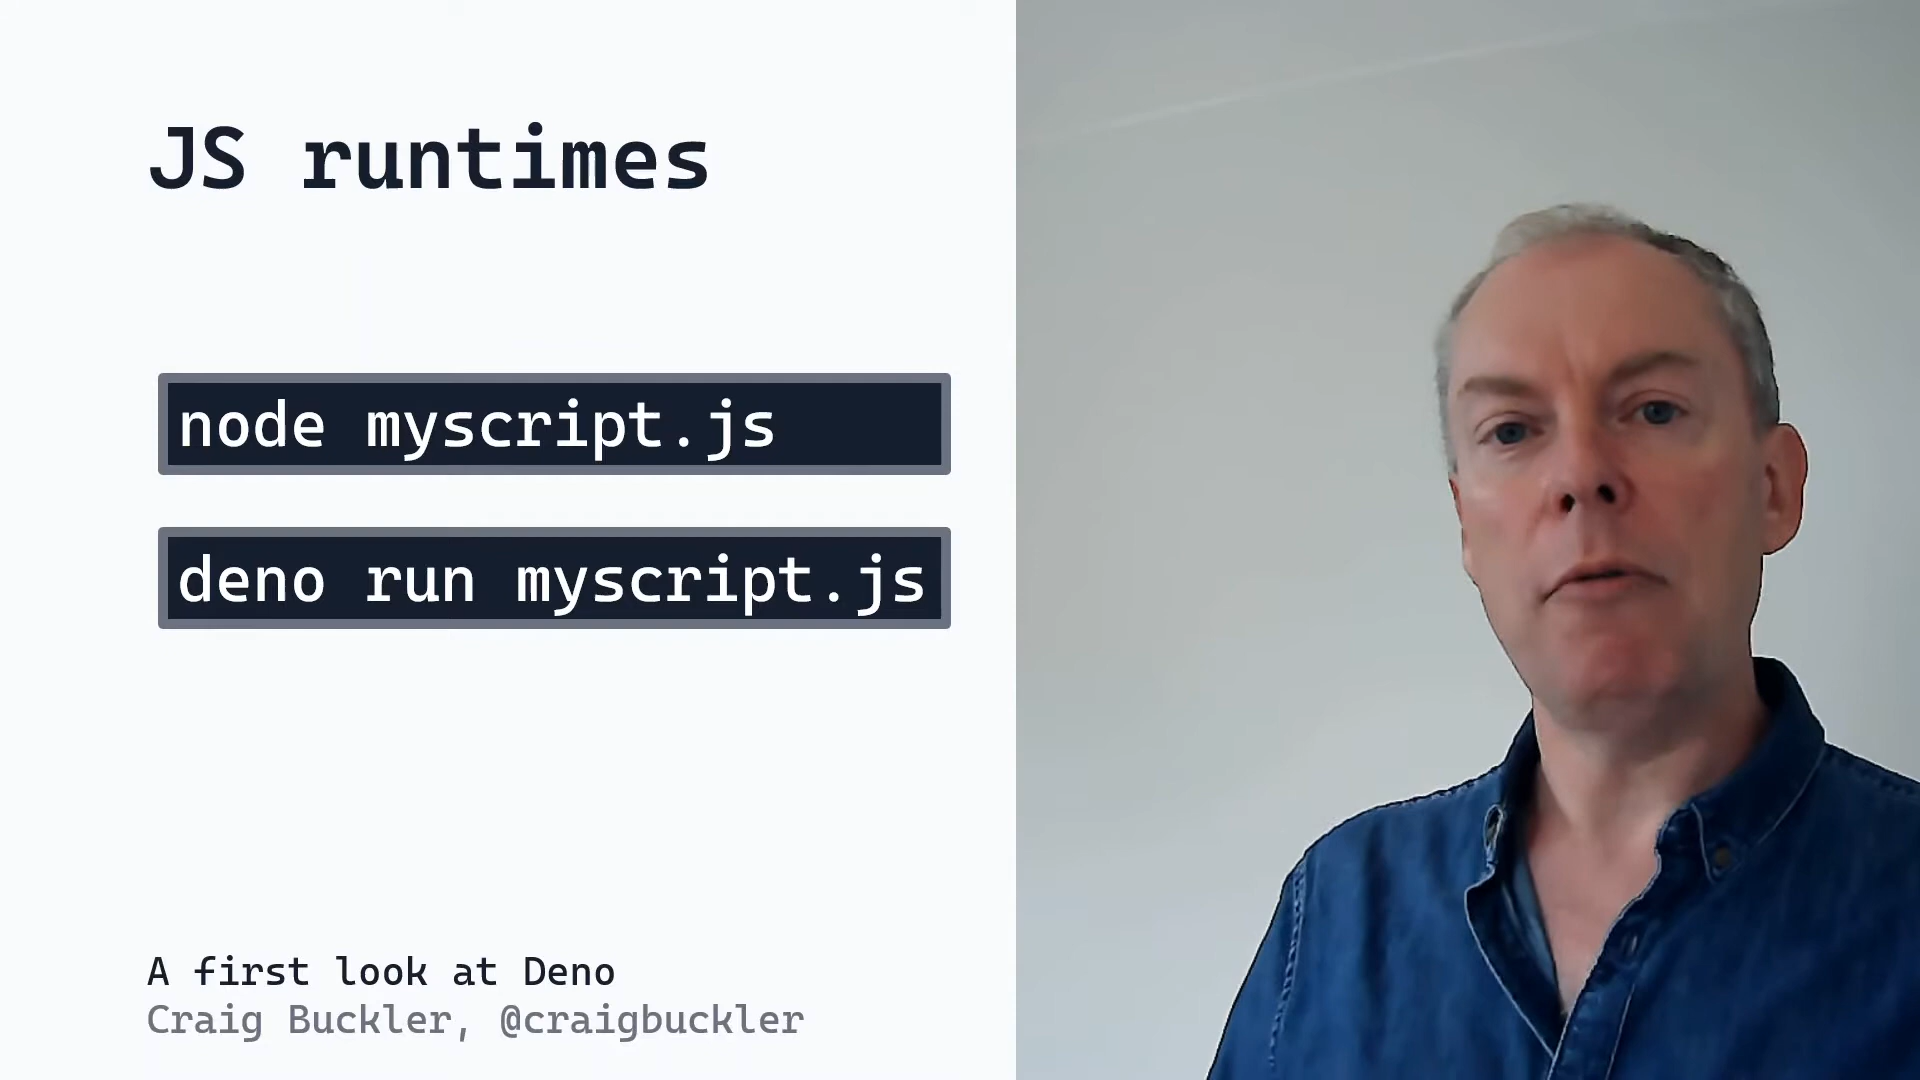 JS runtimes
node myscript.js
deno run myscript.js
A first look at Deno
Craig Buckler, @craigbuckler